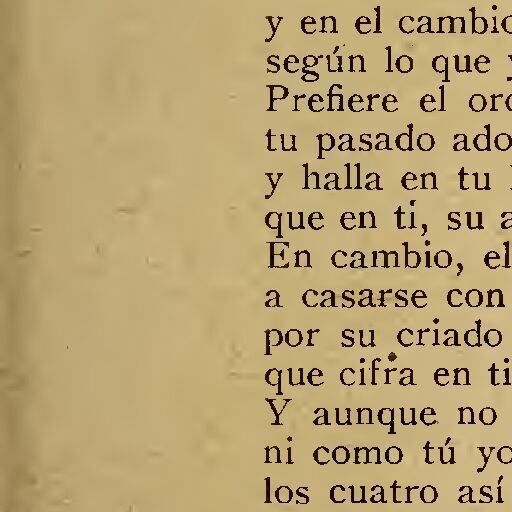 y en el cambio
según lo que
Prefiere el oro
tu pasado ado
y halla en tu
que en ti, su a
En cambio, el
a casarse con
por su criado
que cifra en ti
Y aunque no
ni como tú yo
los cuatro así